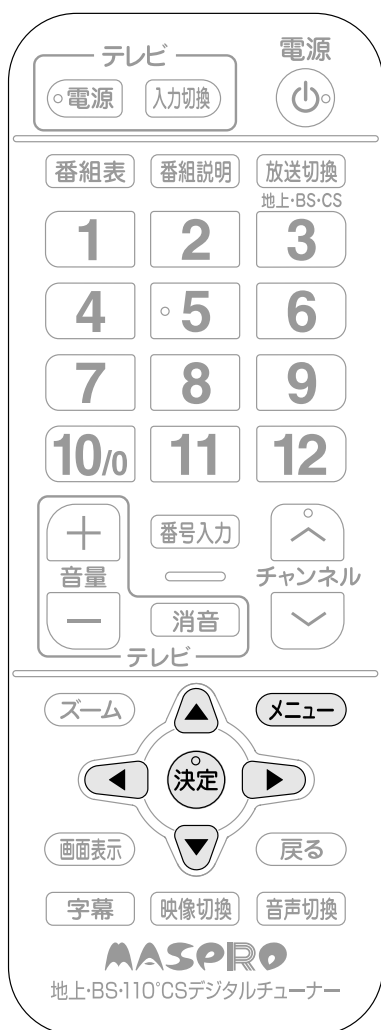 テレビ
電源
電源
入力切換
番組表
番組説明
放送切換
地上･BS･CS
1
2
3
4
5
6
7
8
9
10/0
11
12
+
音量
−
番号入力
消音
テレビ
チャンネル
ズーム
メニュー
決定
画面表示
戻る
字幕
映像切換
音声切換
MASPRO
地上･BS･110°CSデジタルチューナー